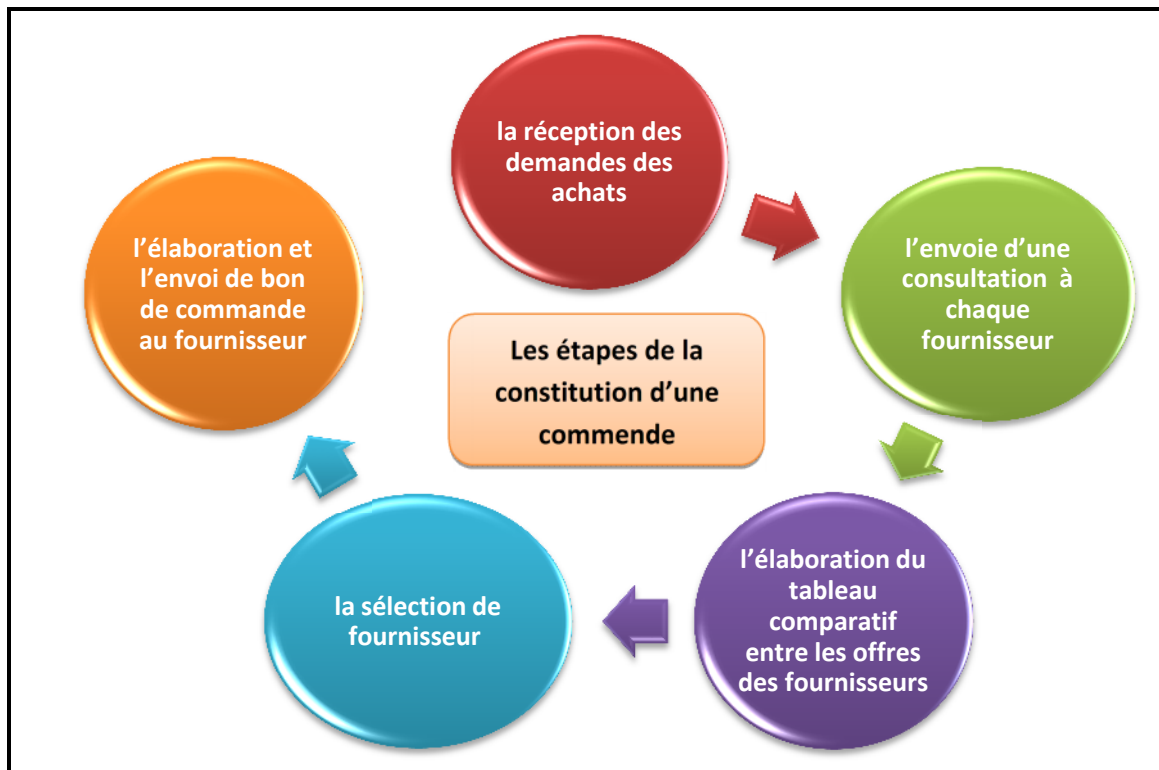 la réception des
demandes des
achats
l'envoie d'une
consultation à
chaque
fournisseur
l'élaboration du
tableau
comparatif
entre les offres
des fournisseurs
la sélection de
fournisseur
l'élaboration et
l'envoi de bon
de commande
au fournisseur
Les étapes de la
constitution d'une
commende